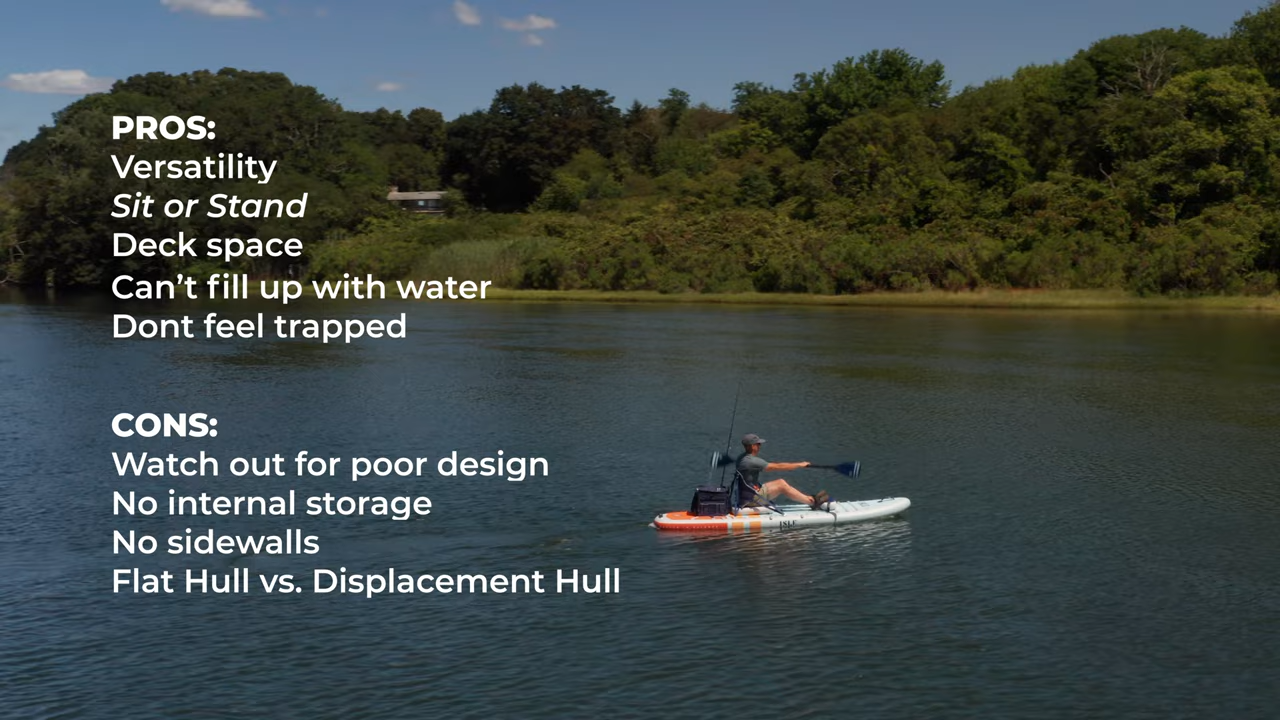 PROS:
Versatility
Sit or Stand
Deck space
Can’t fill up with water
Dont feel trapped
CONS:
Watch out for poor design
No internal storage
No sidewalls
Flat Hull vs. Displacement Hull
ISLE